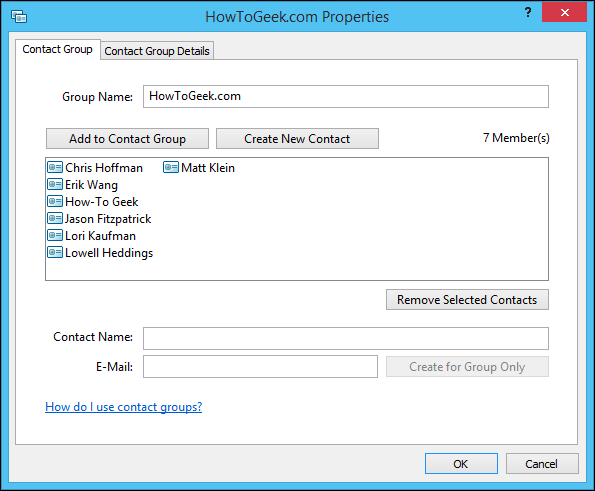 HowToGeek.com Properties
?
Contact Group
Contact Group Details
Group Name:
HowToGeek.com
Add to Contact Group
Create New Contact
7 Member(s)
Chris Hoffman
Matt Klein
Erik Wang
How-To Geek
Jason Fitzpatrick
Lori Kaufman
Lowell Heddings
Remove Selected Contacts
Contact Name:
E-Mail:
Create for Group Only
How do I use contact groups?
OK
Cancel